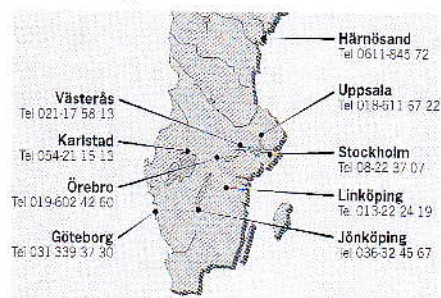 Härnösand
Tel 0611-845 72
Uppsala
Tel 018-611 67 22
Västerås
Tel 021-17 58 13
Karlstad
Tel 054-21 15 13
Stockholm
Tel 08-22 37 07
Örebro
Tel 019-602 42 60
Linköping
Te. 013-22 24 19
Göteborg
Tel 031 339 37 30
Jönköping
Tel 036-32 45 67